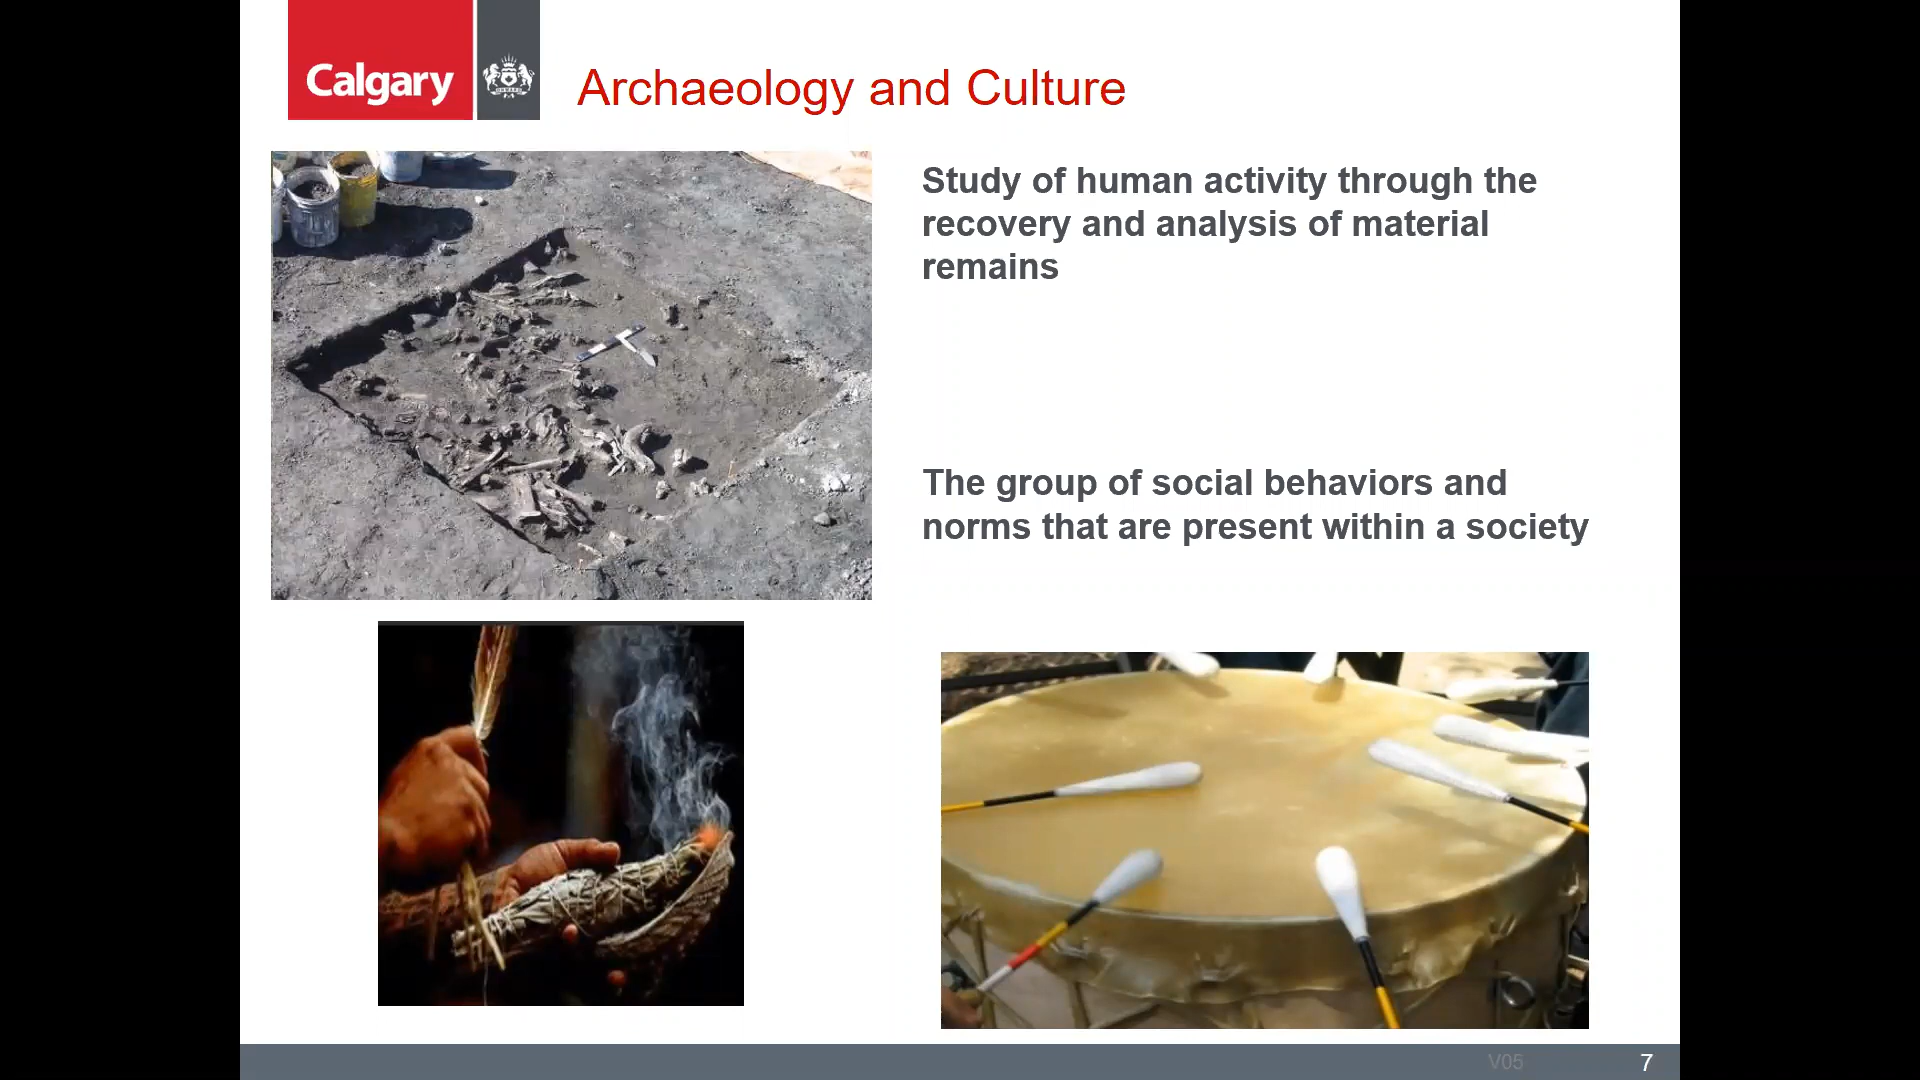 Calgary
Archaeology and Culture
Study of human activity through the
recovery and analysis of material
remains
The group of social behaviors and
norms that are present within a society
V05
7